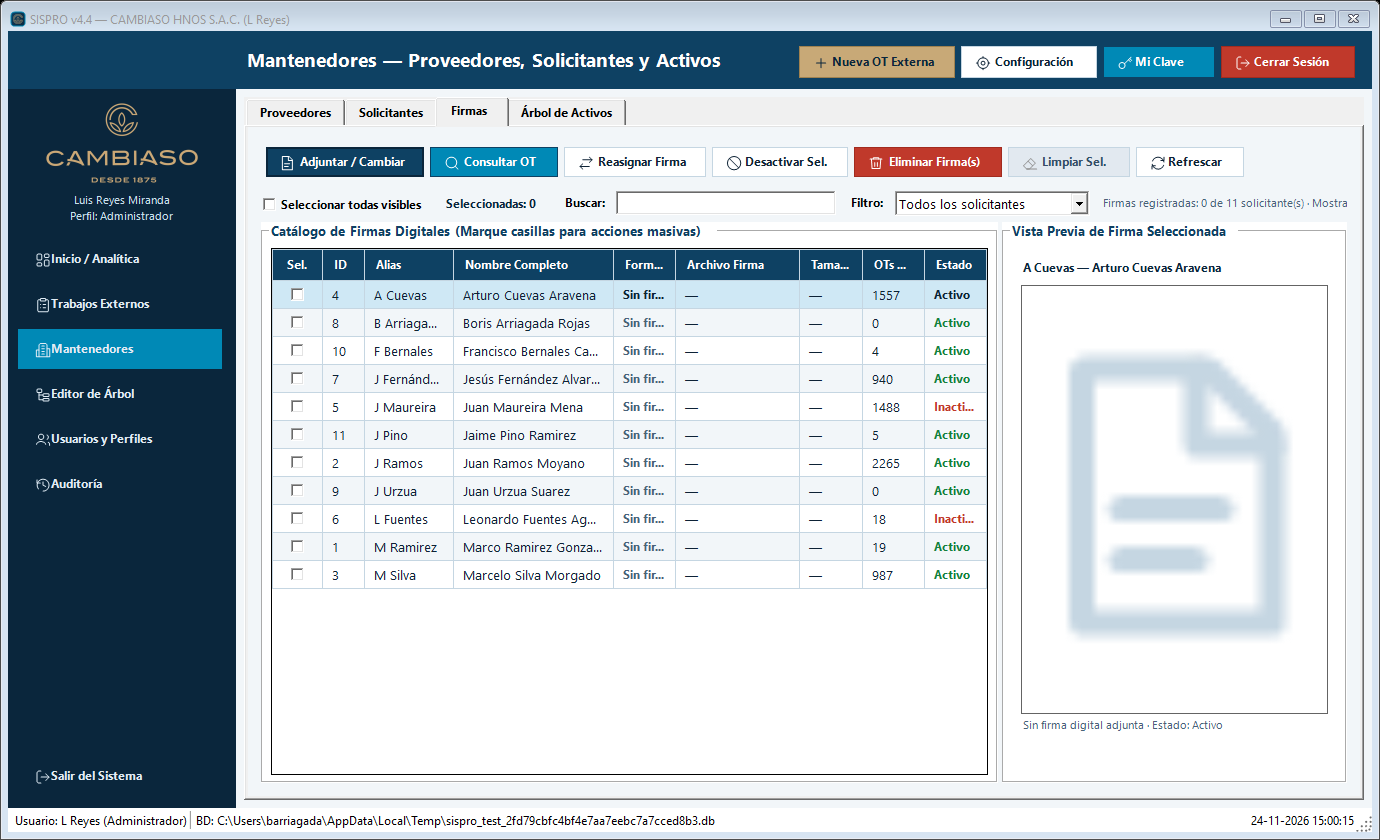 SISPRO v4.4 — CAMBIASO HNOS S.A.C. (L Reyes)
Mantenedores — Proveedores, Solicitantes y Activos
Nueva OT Externa
Configuración
Mi Clave
Cerrar Sesión
CAMBIASO
DESDE 1875
Luis Reyes Miranda
Perfil: Administrador
Inicio / Analítica
Trabajos Externos
Mantenedores
Editor de Árbol
Usuarios y Perfiles
Auditoría
Salir del Sistema
Proveedores Solicitantes Firmas Árbol de Activos
Adjuntar / Cambiar Consultar OT Reasignar Firma Desactivar Sel. Eliminar Firma(s) Limpiar Sel. Refrescar
Seleccionar todas visibles Seleccionadas: 0 Buscar: Filtro: Todos los solicitantes Firmas registradas: 0 de 11 solicitante(s) · Mostra
Catálogo de Firmas Digitales (Marque casillas para acciones masivas)
Sel. ID Alias Nombre Completo Form... Archivo Firma Tama... OTs ... Estado
4 A Cuevas Arturo Cuevas Aravena Sin fir... — — 1557 Activo
8 B Arriaga... Boris Arriagada Rojas Sin fir... — — 0 Activo
10 F Bernales Francisco Bernales Ca... Sin fir... — — 4 Activo
7 J Fernánd... Jesús Fernández Alvar... Sin fir... — — 940 Activo
5 J Maureira Juan Maureira Mena Sin fir... — — 1488 Inacti...
11 J Pino Jaime Pino Ramirez Sin fir... — — 5 Activo
2 J Ramos Juan Ramos Moyano Sin fir... — — 2265 Activo
9 J Urzua Juan Urzua Suarez Sin fir... — — 0 Activo
6 L Fuentes Leonardo Fuentes Ag... Sin fir... — — 18 Inacti...
1 M Ramirez Marco Ramirez Gonza... Sin fir... — — 19 Activo
3 M Silva Marcelo Silva Morgado Sin fir... — — 987 Activo
Vista Previa de Firma Seleccionada
A Cuevas — Arturo Cuevas Aravena
Sin firma digital adjunta · Estado: Activo
Usuario: L Reyes (Administrador) BD: C:\Users\barriagada\AppData\Local\Temp\sispro_test_2fd79cbfc4bf4e7aa7eebc7a7cced8b3.db 24-11-2026 15:00:15